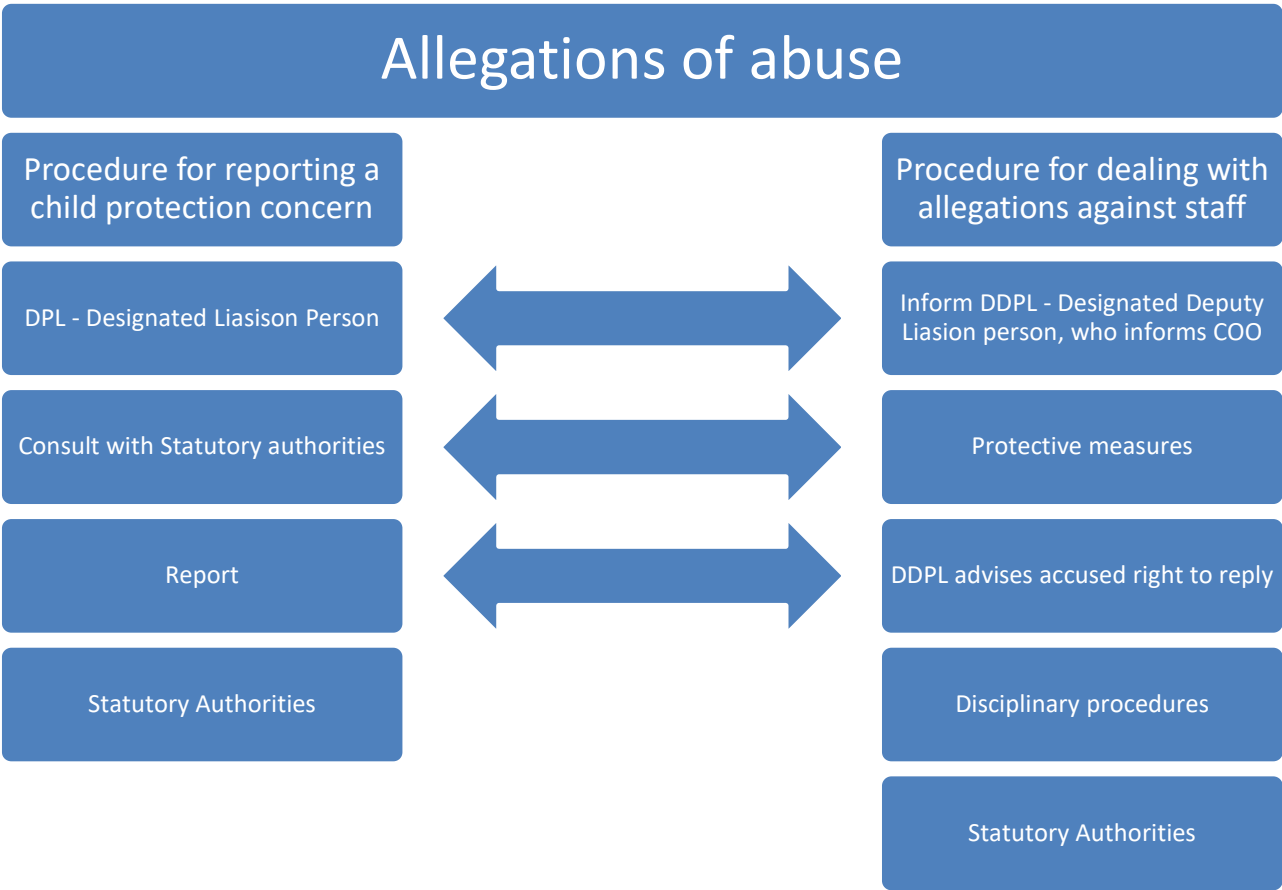 Allegations of abuse
Procedure for reporting a
child protection concern
DPL - Designated Liasison Person
Consult with Statutory authorities
Report
Statutory Authorities
Procedure for dealing with
allegations against staff
Inform DDPL - Designated Deputy
Liasion person, who informs COO
Protective measures
DDPL advises accused right to reply
Disciplinary procedures
Statutory Authorities